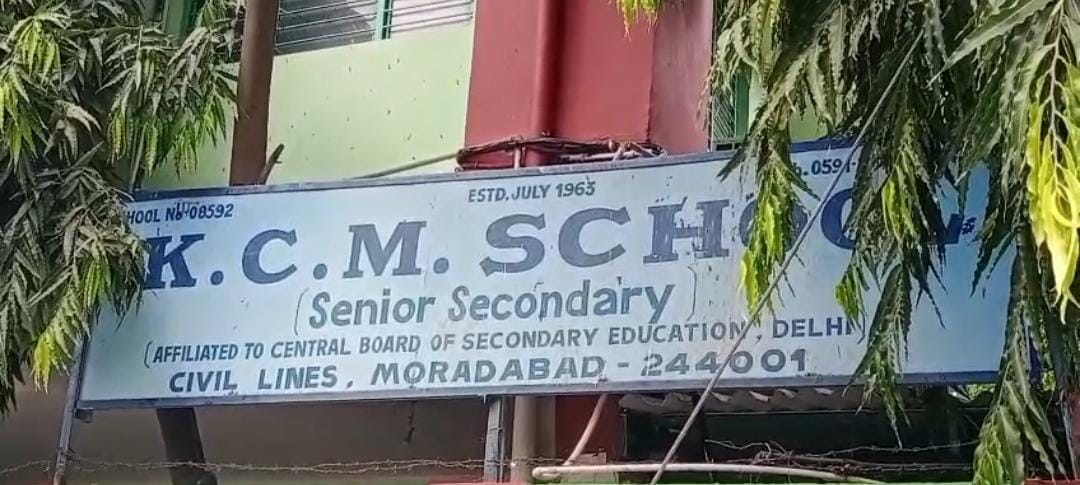 ESTD. JULY 1963
HOOL No 08592
. 0591-
K. C. M. SCHOOL
(Senior Secondary)
(AFFILIATED TO CENTRAL BOARD OF SECONDARY EDUCATION, DELHI)
CIVIL LINES, MORADABAD - 244001